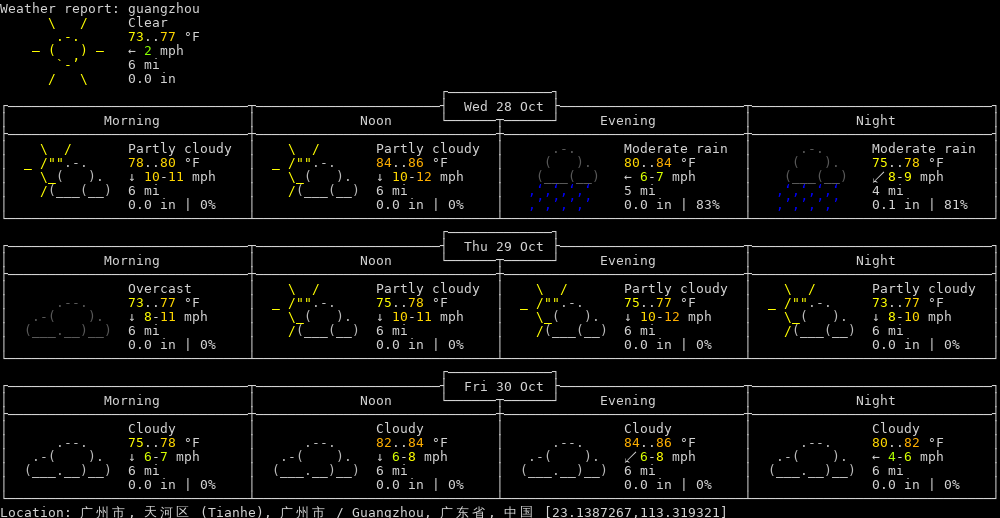 Weather report: guangzhou
Clear
73..77 °F
← 2 mph
6 mi
0.0 in
Wed 28 Oct
Morning Noon Evening Night
Partly cloudy Partly cloudy Moderate rain Moderate rain
78..80 °F 84..86 °F 80..84 °F 75..78 °F
↓ 10-11 mph ↓ 10-12 mph ← 6-7 mph ↙ 8-9 mph
6 mi 6 mi 5 mi 4 mi
0.0 in | 0% 0.0 in | 0% 0.0 in | 83% 0.1 in | 81%
Thu 29 Oct
Morning Noon Evening Night
Overcast Partly cloudy Partly cloudy Partly cloudy
73..77 °F 75..78 °F 75..77 °F 73..77 °F
↓ 8-11 mph ↓ 10-11 mph ↓ 10-12 mph ↓ 8-10 mph
6 mi 6 mi 6 mi 6 mi
0.0 in | 0% 0.0 in | 0% 0.0 in | 0% 0.0 in | 0%
Fri 30 Oct
Morning Noon Evening Night
Cloudy Cloudy Cloudy Cloudy
75..78 °F 82..84 °F 84..86 °F 80..82 °F
↓ 6-7 mph ↓ 6-8 mph ↙ 6-8 mph ← 4-6 mph
6 mi 6 mi 6 mi 6 mi
0.0 in | 0% 0.0 in | 0% 0.0 in | 0% 0.0 in | 0%
Location: 广州市, 天河区 (Tianhe), 广州市 / Guangzhou, 广东省, 中国 [23.1387267,113.319321]